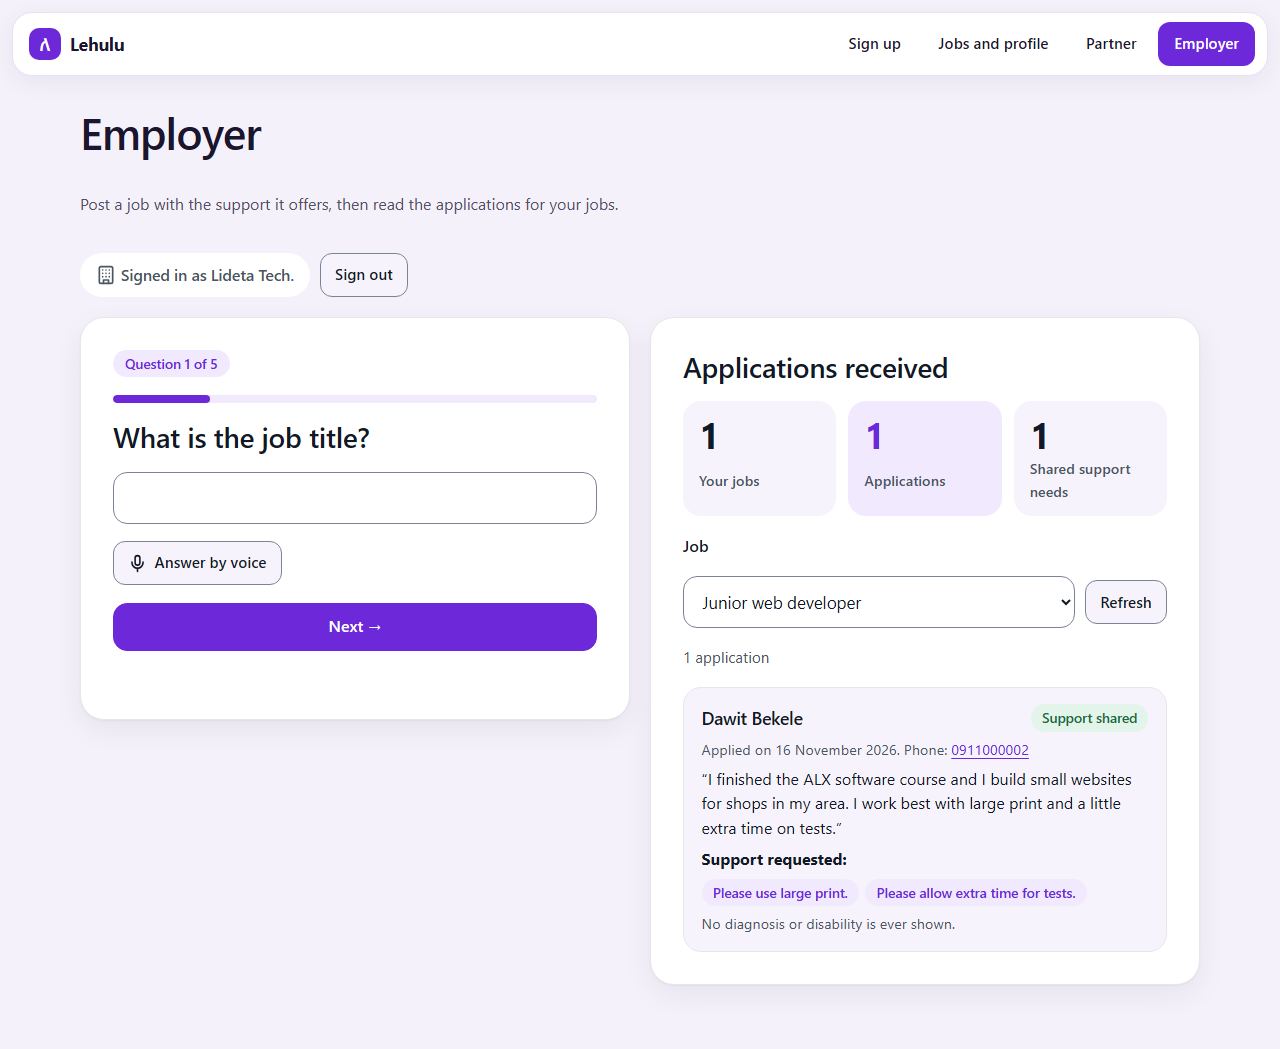 ሰ Lehulu
Sign up
Jobs and profile
Partner
Employer
Employer
Post a job with the support it offers, then read the applications for your jobs.
Signed in as Lideta Tech.
Sign out
Question 1 of 5
What is the job title?
Answer by voice
Next →
Applications received
1
Your jobs
1
Applications
1
Shared support
needs
Job
Junior web developer
Refresh
1 application
Dawit Bekele
Support shared
Applied on 16 November 2026. Phone: 0911000002
“I finished the ALX software course and I build small websites
for shops in my area. I work best with large print and a little
extra time on tests.”
Support requested:
Please use large print.
Please allow extra time for tests.
No diagnosis or disability is ever shown.